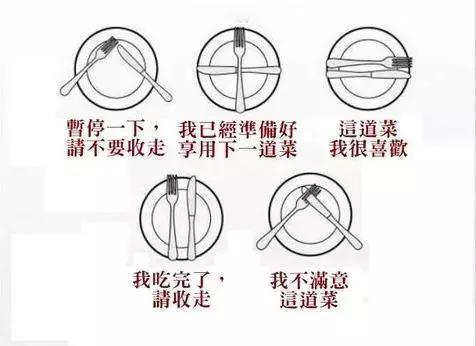 暫停一下，
請不要收走
我已經準備好
享用下一道菜
這道菜
我很喜歡
我吃完了，
請收走
我不滿意
這道菜